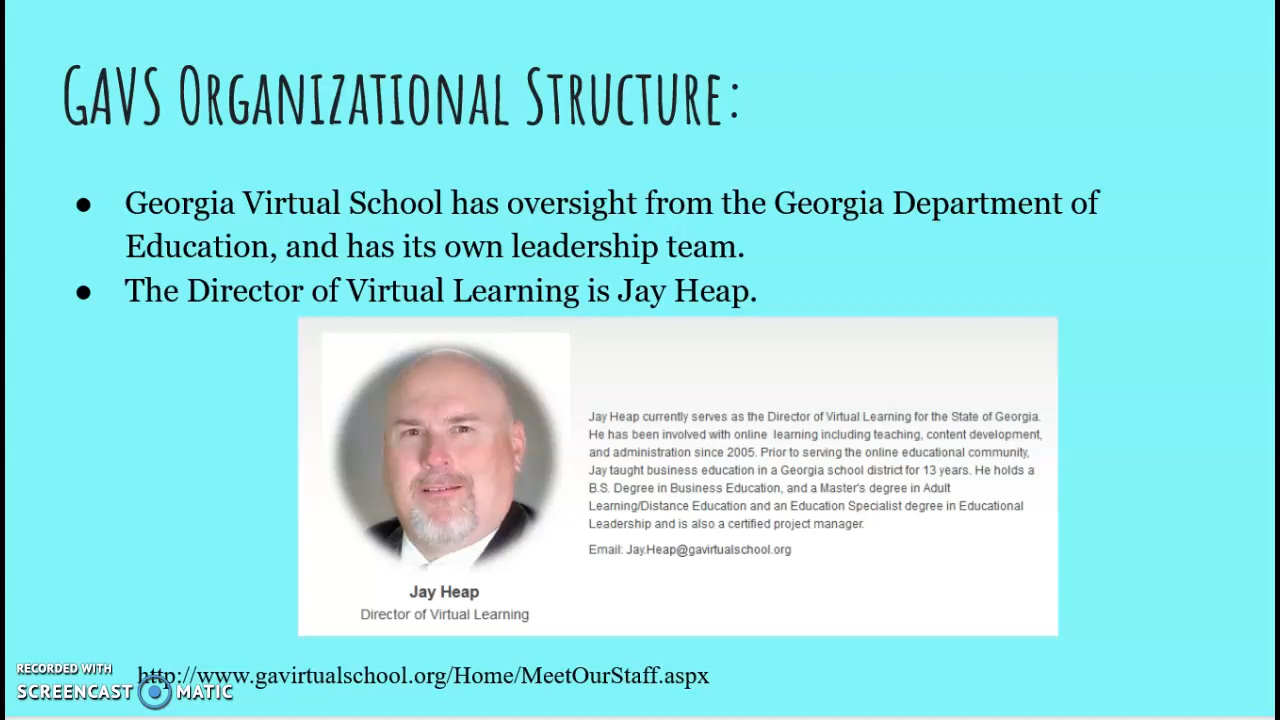 GAVS Organizational Structure:
● Georgia Virtual School has oversight from the Georgia Department of
Education, and has its own leadership team.
● The Director of Virtual Learning is Jay Heap.
Jay Heap currently serves as the Director of Virtual Learning for the State of Georgia.
He has been involved with online learning including teaching, content development,
and administration since 2005. Prior to serving the online educational community,
Jay taught business education in a Georgia school district for 13 years. He holds a
B.S. Degree in Business Education, and a Master's degree in Adult
Learning/Distance Education and an Education Specialist degree in Educational
Leadership and is also a certified project manager.
Email: Jay.Heap@gavirtualschool.org
Jay Heap
Director of Virtual Learning
http://www.gavirtualschool.org/Home/MeetOurStaff.aspx
RECORDED WITH
SCREENCAST MATIC